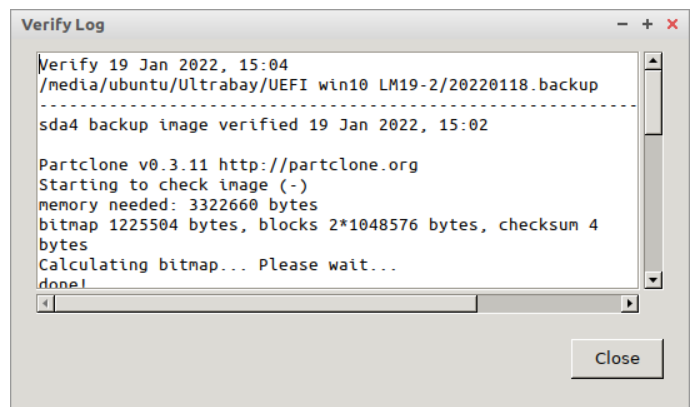 Verify Log
Verify 19 Jan 2022, 15:04
/media/ubuntu/Ultrabay/UEFI win10 LM19-2/20220118.backup
------------------------------------------------------------
sda4 backup image verified 19 Jan 2022, 15:02
Partclone v0.3.11 http://partclone.org
Starting to check image (-)
memory needed: 3322660 bytes
bitmap 1225504 bytes, blocks 2*1048576 bytes, checksum 4
bytes
Calculating bitmap... Please wait...
done!
Close